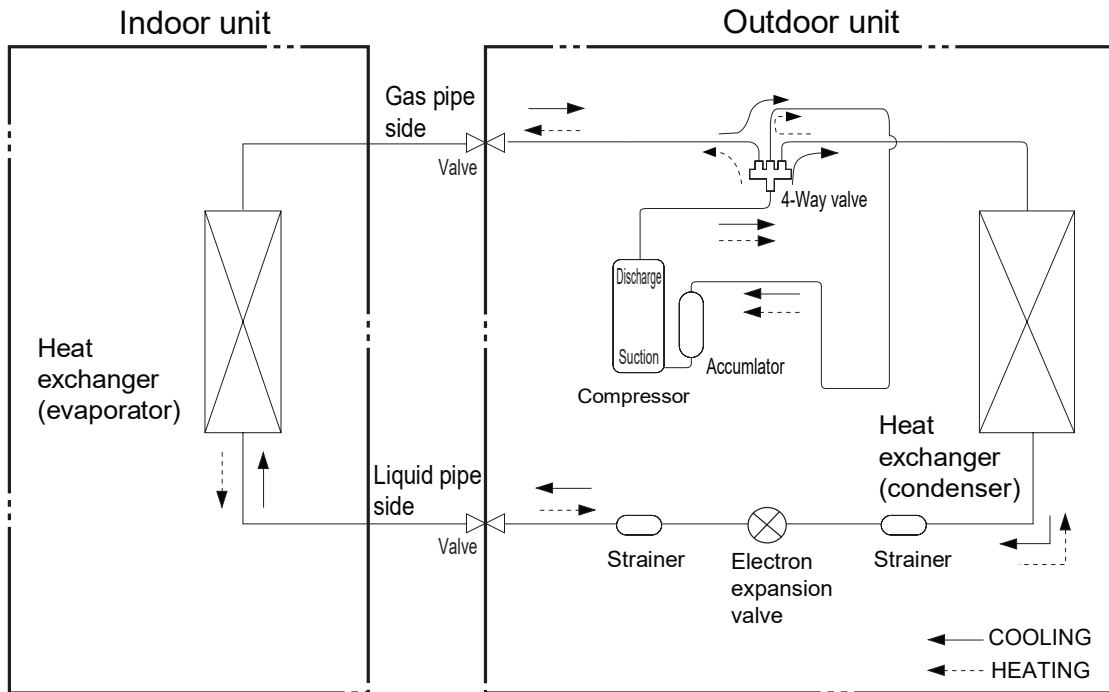 Indoor unit
Outdoor unit
Gas pipe
side
Valve
4-Way valve
Discharge
Suction
Accumlator
Compressor
Heat
exchanger
(evaporator)
Heat
exchanger
(condenser)
Liquid pipe
side
Valve
Strainer
Electron
expansion
valve
Strainer
COOLING
HEATING